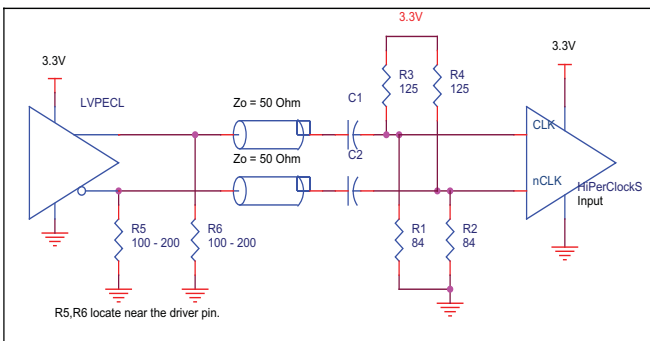 3.3V
3.3V
3.3V
LVPECL
R3
125
R4
125
Zo = 50 Ohm
C1
CLK
Zo = 50 Ohm
C2
nCLK
HiPerClockS
Input
R5
100 - 200
R6
100 - 200
R1
84
R2
84
R5,R6 locate near the driver pin.